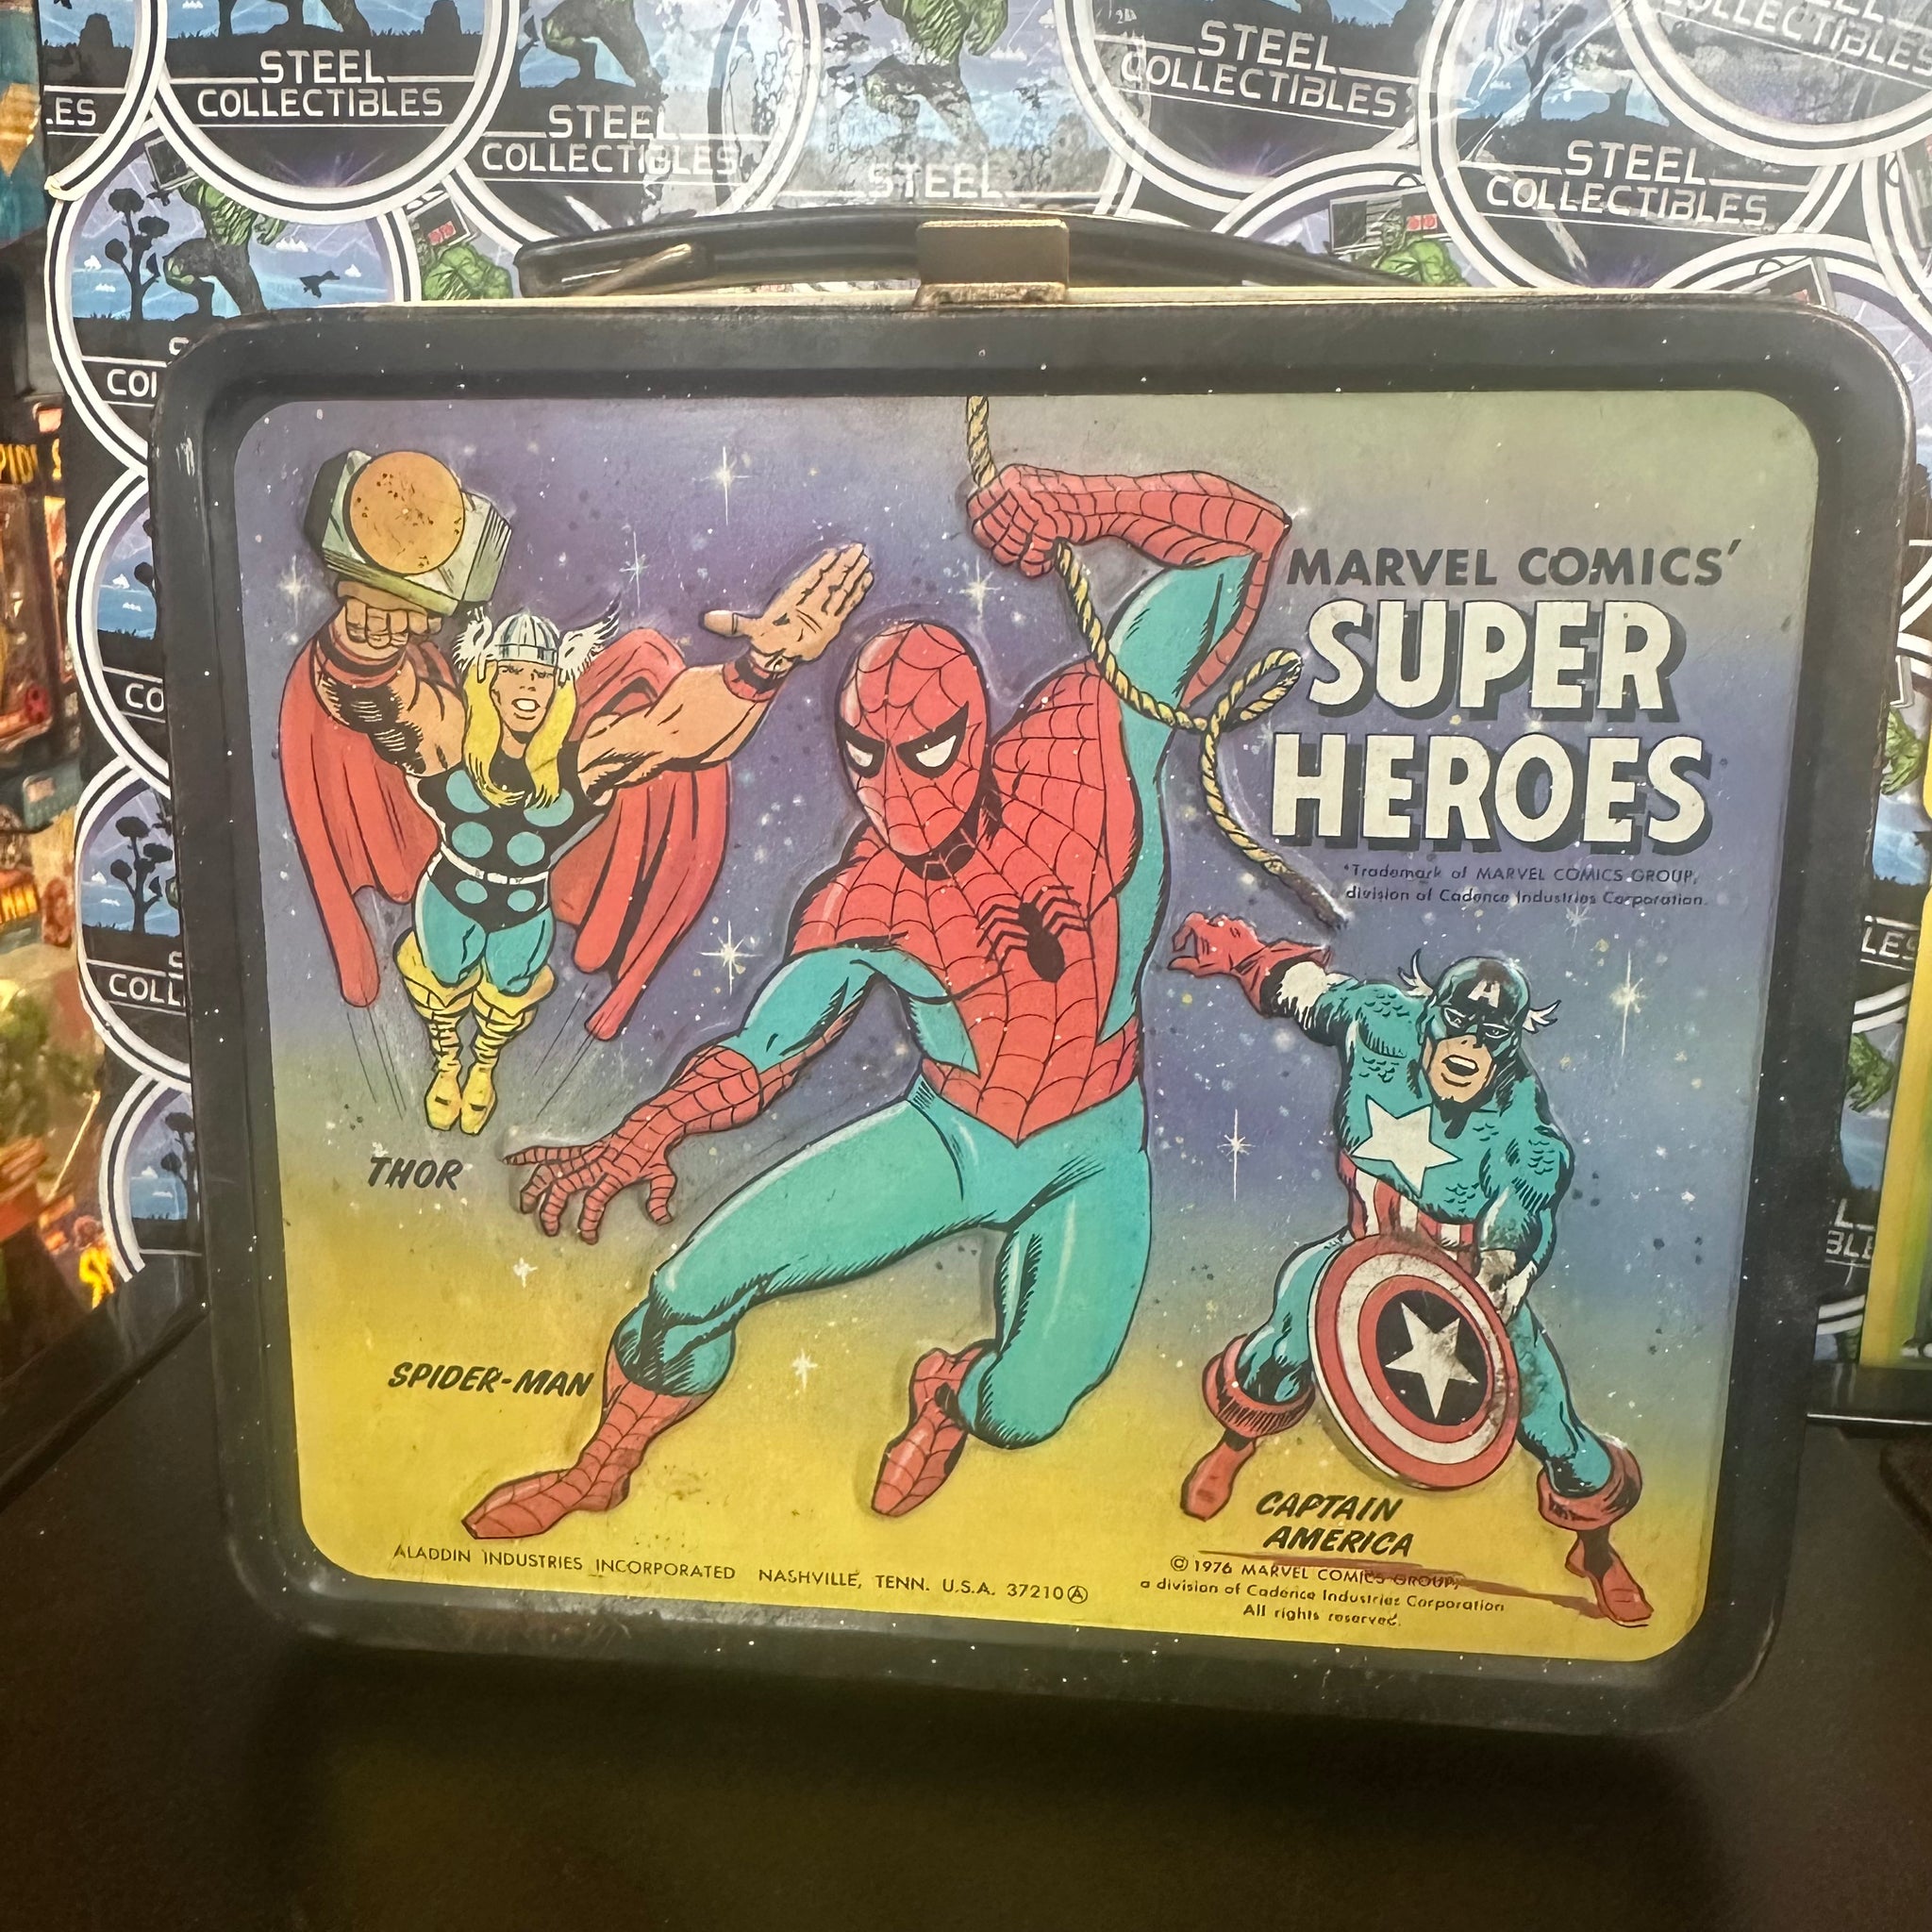 STEEL
COLLECTIBLES
STEEL
COLLECTIBLES
STEEL
STEEL
COLLECTIBLES
STEEL
COLLECTIBLES
COLLECTIBLES
MARVEL COMICS'
SUPER
HEROES
*Trademark of MARVEL COMICS GROUP,
division of Cadence Industries Corporation.
THOR
SPIDER-MAN
CAPTAIN
AMERICA
ALADDIN INDUSTRIES INCORPORATED NASHVILLE, TENN. U.S.A. 37210 Ⓐ
© 1976 MARVEL COMICS GROUP,
a division of Cadence Industries Corporation
All rights reserved.